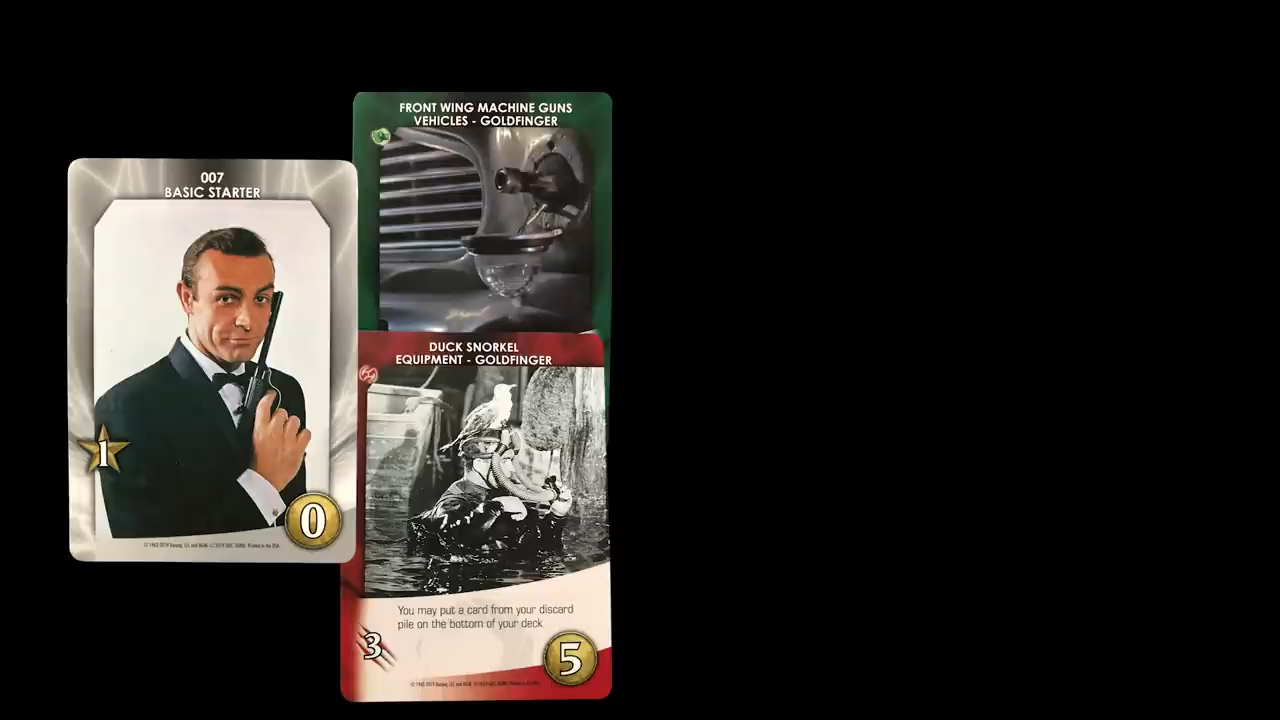 007
BASIC STARTER
1
0
FRONT WING MACHINE GUNS
VEHICLES - GOLDFINGER
DUCK SNORKEL
EQUIPMENT - GOLDFINGER
You may put a card from your discard
pile on the bottom of your deck.
3
5